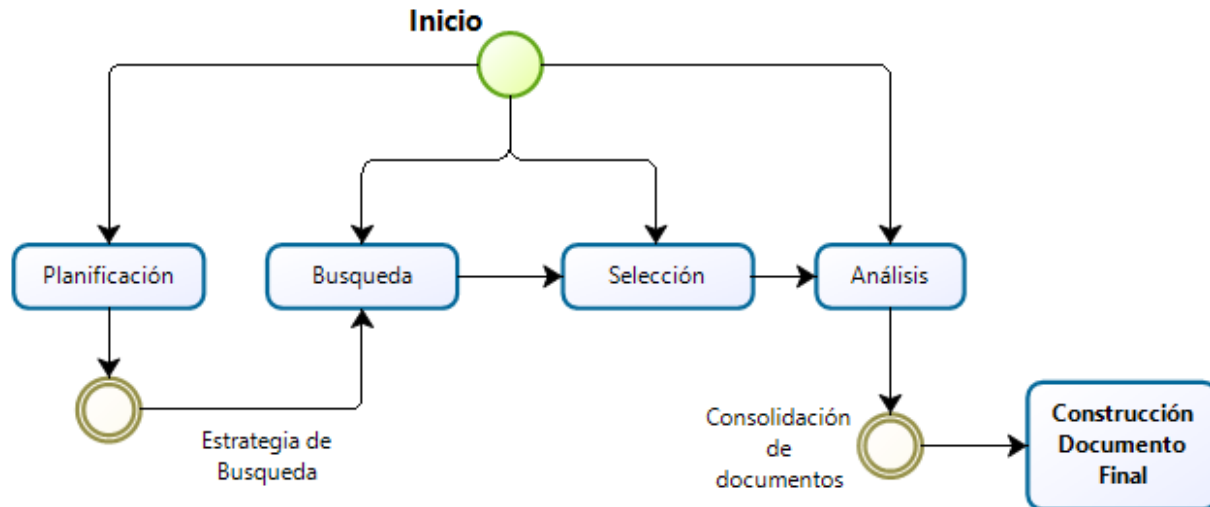 Inicio
Planificación
Busqueda
Selección
Análisis
Estrategia de
Busqueda
Consolidación
de
documentos
Construcción
Documento
Final